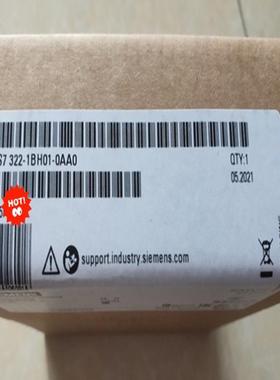 S7 322-1BH01-0AA0
QTY:1
05.2021
HOT!
support.industry.siemens.com